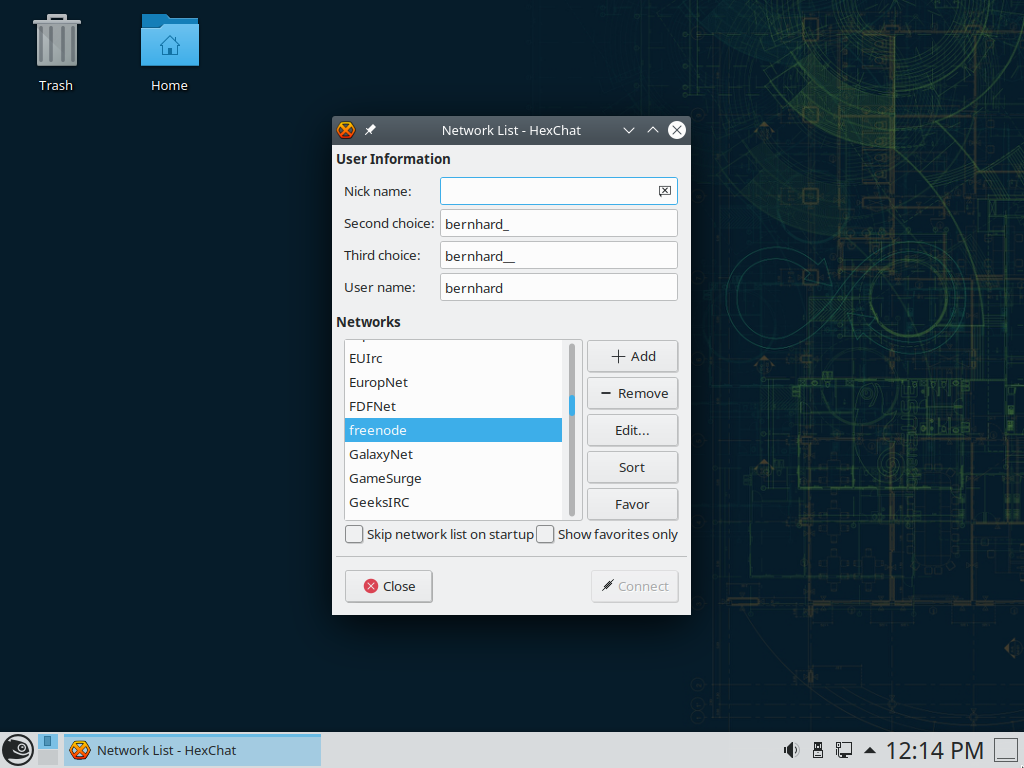 Trash
Home
Network List - HexChat
User Information
Nick name:
Second choice: bernhard_
Third choice: bernhard__
User name: bernhard
Networks
EUIrc
EuropNet
FDFNet
freenode
GalaxyNet
GameSurge
GeeksIRC
Add
Remove
Edit...
Sort
Favor
Skip network list on startup
Show favorites only
Close
Connect
Network List - HexChat
12:14 PM